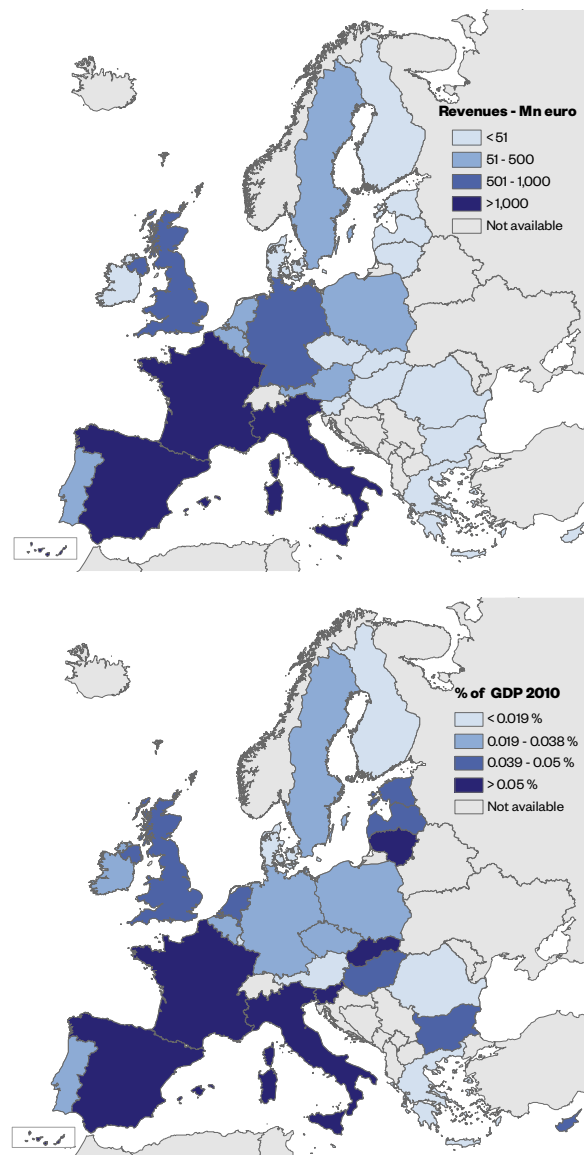 Revenues - Mn euro
<51
51 - 500
501 - 1,000
>1,000
Not available
% of GDP 2010
< 0.019 %
0.019 - 0.038 %
0.039 - 0.05 %
> 0.05 %
Not available